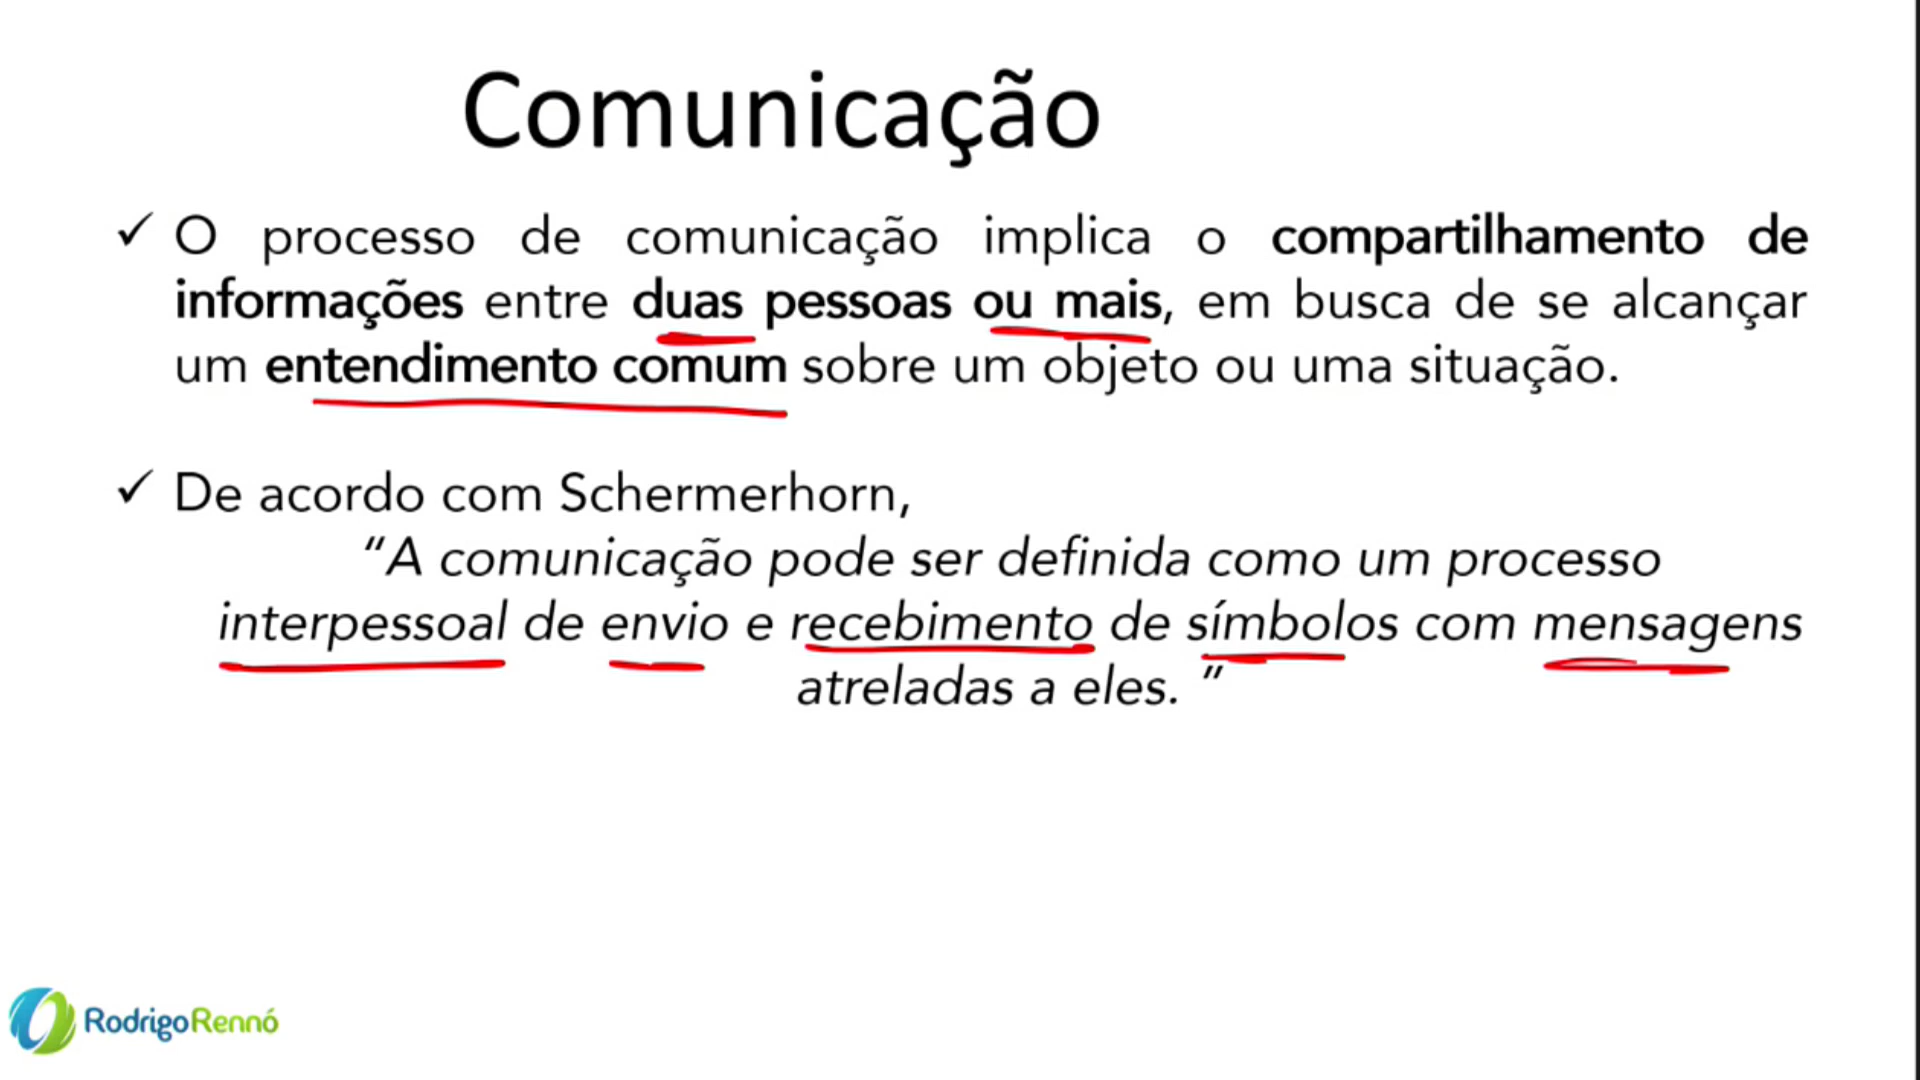 Comunicação
✓ O processo de comunicação implica o compartilhamento de
informações entre duas pessoas ou mais, em busca de se alcançar
um entendimento comum sobre um objeto ou uma situação.
✓ De acordo com Schermerhorn,
“A comunicação pode ser definida como um processo
interpessoal de envio e recebimento de símbolos com mensagens
atreladas a eles. ”
RodrigoRennó